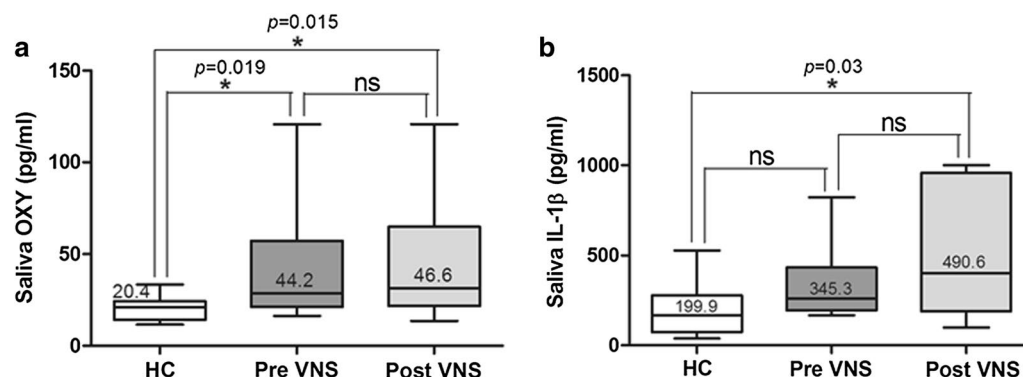 a
p=0.015
*
p=0.019
*
ns
150
100
50
0
Saliva OXY (pg/ml)
20.4
44.2
46.6
HC Pre VNS Post VNS
b
p=0.03
*
ns
ns
1500
1000
500
0
Saliva IL-1β (pg/ml)
199.9
345.3
490.6
HC Pre VNS Post VNS